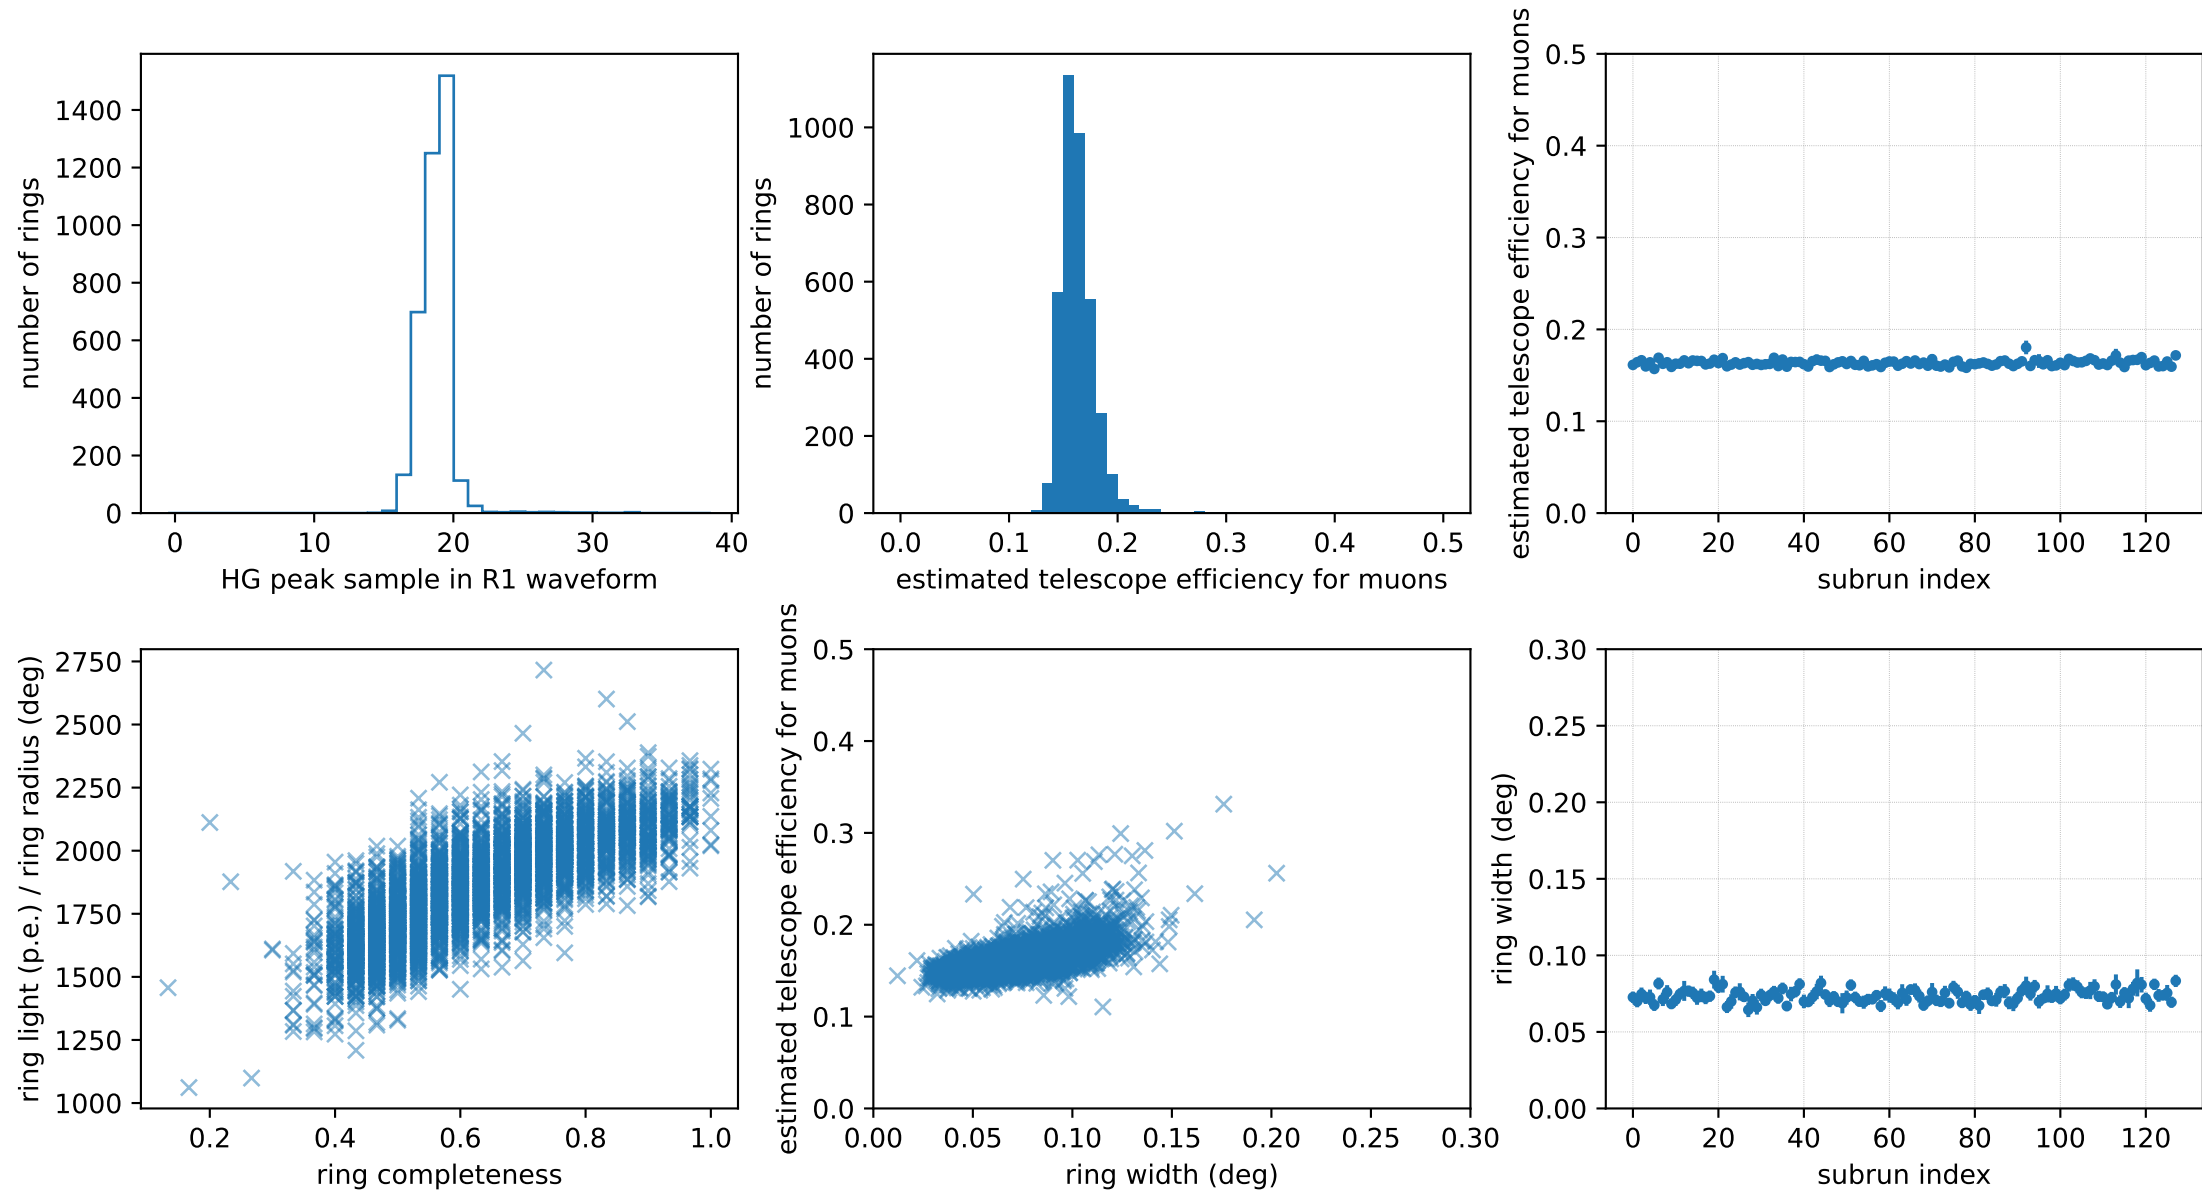 number of rings
1400
1200
1000
800
600
400
200
0
0 10 20 30 40
HG peak sample in R1 waveform
number of rings
1000
800
600
400
200
0
0.0 0.1 0.2 0.3 0.4 0.5
estimated telescope efficiency for muons
estimated telescope efficiency for muons
0.5
0.4
0.3
0.2
0.1
0.0
0 20 40 60 80 100 120
subrun index
ring light (p.e.) / ring radius (deg)
2750
2500
2250
2000
1750
1500
1250
1000
0.2 0.4 0.6 0.8 1.0
ring completeness
estimated telescope efficiency for muons
0.5
0.4
0.3
0.2
0.1
0.0
0.00 0.05 0.10 0.15 0.20 0.25 0.30
ring width (deg)
ring width (deg)
0.30
0.25
0.20
0.15
0.10
0.05
0.00
0 20 40 60 80 100 120
subrun index